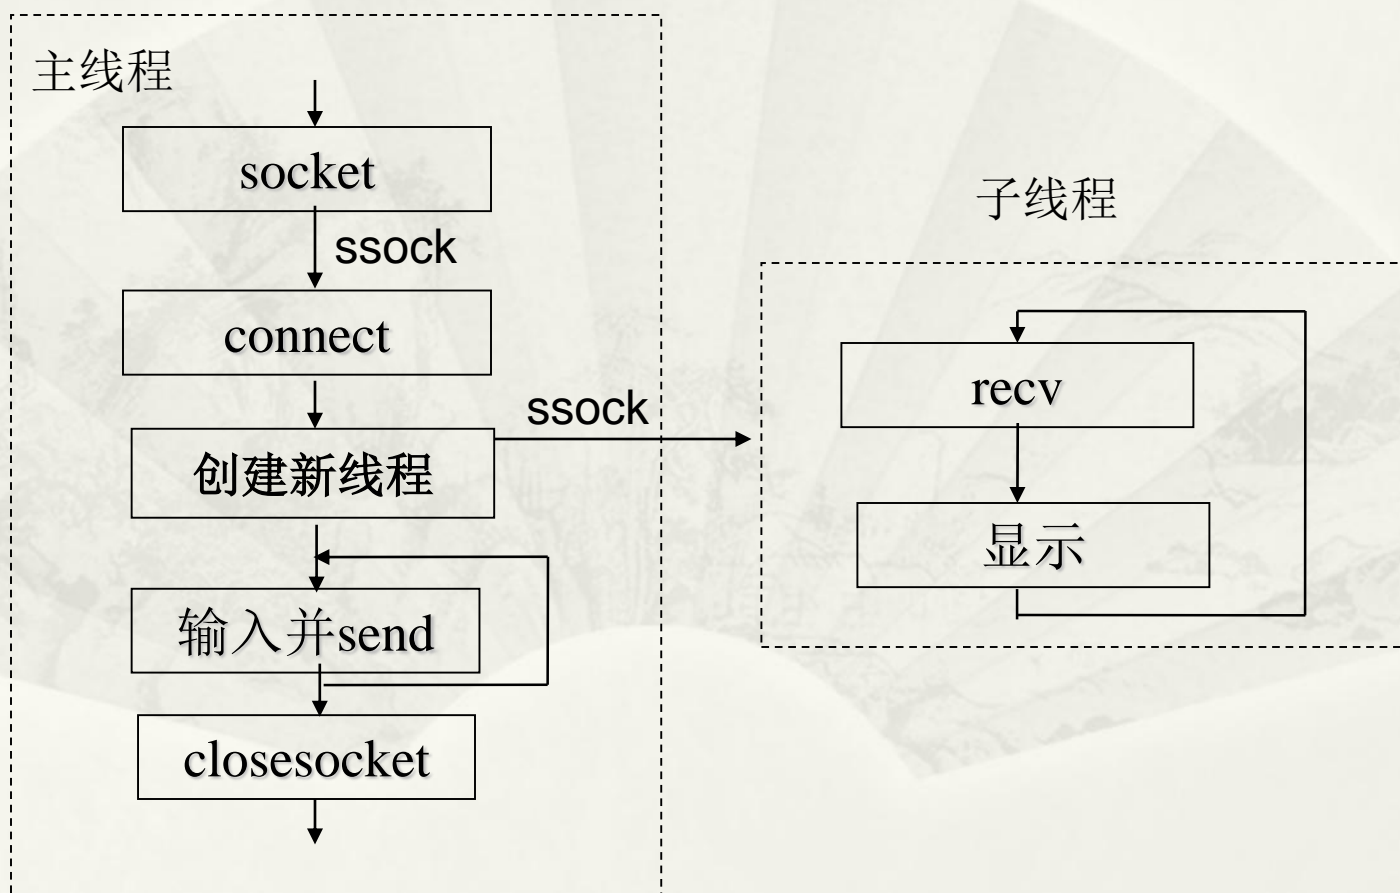 主线程
socket
ssock
connect
ssock
创建新线程
输入并send
closesocket
子线程
recv
显示